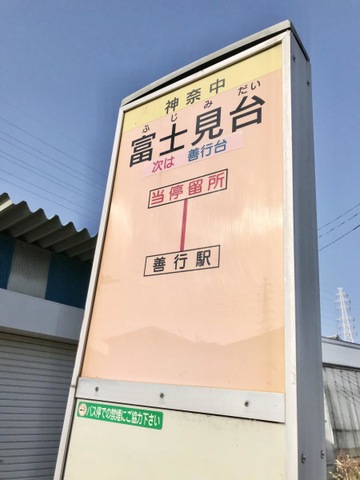 神奈中
ふじみだい
富士見台
次は 善行台
当停留所
善行駅
バス停での禁煙にご協力下さい